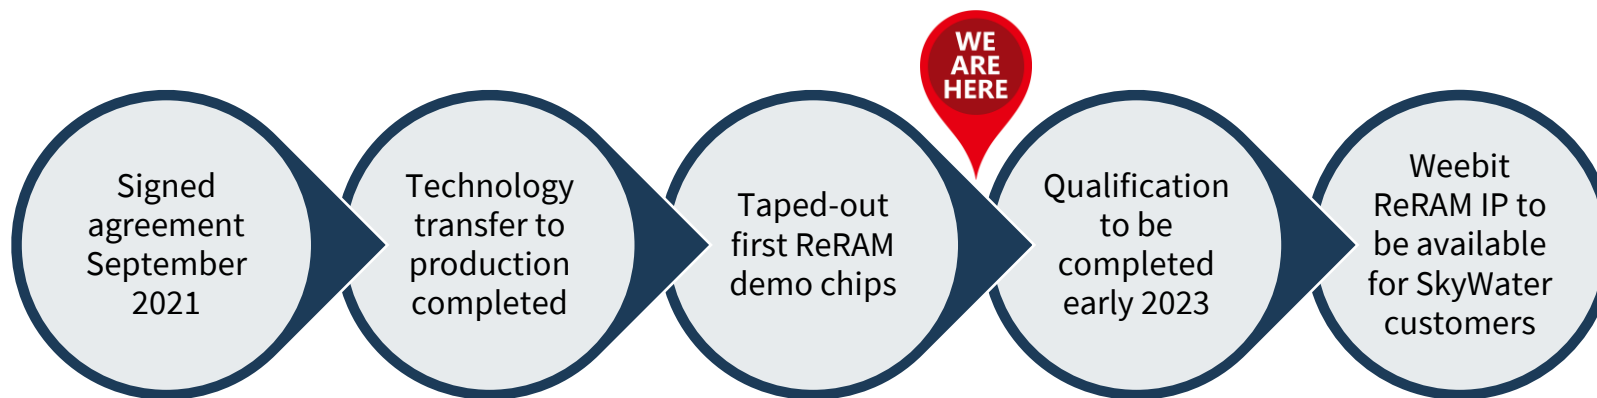 WE
ARE
HERE
Signed
agreement
September
2021
Technology
transfer to
production
completed
Taped-out
first ReRAM
demo chips
Qualification
to be
completed
early 2023
Weebit
ReRAM IP to
be available
for SkyWater
customers